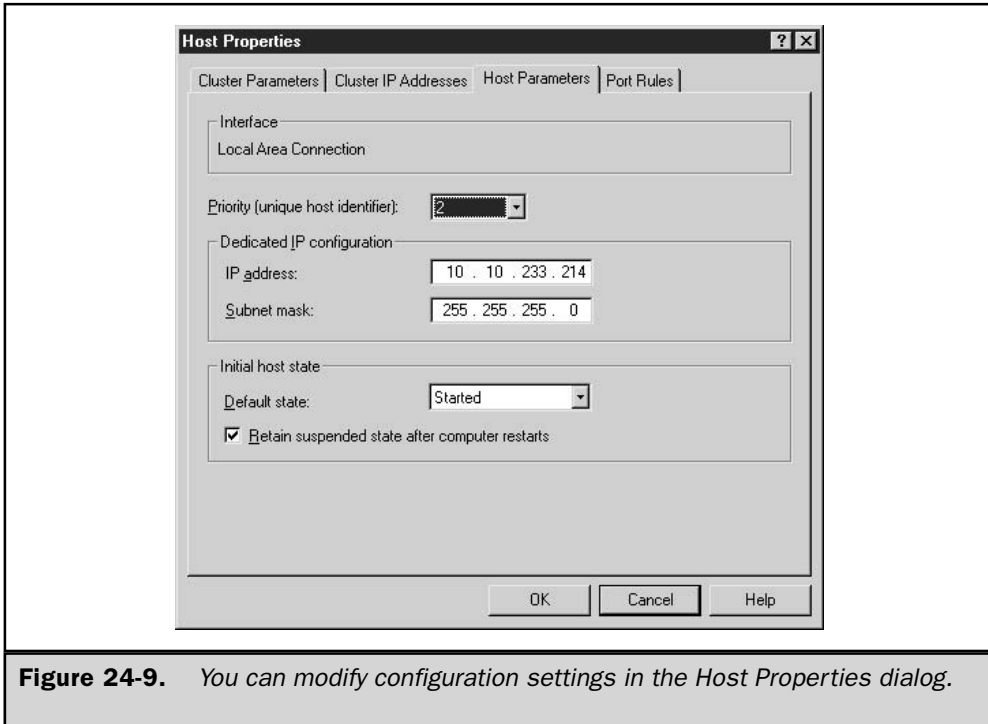 Host Properties
Cluster Parameters Cluster IP Addresses Host Parameters Port Rules
Interface
Local Area Connection
Priority (unique host identifier): 2
Dedicated IP configuration
IP address: 10 . 10 . 233 . 214
Subnet mask: 255 . 255 . 255 . 0
Initial host state
Default state: Started
Retain suspended state after computer restarts
OK Cancel Help
Figure 24-9. You can modify configuration settings in the Host Properties dialog.